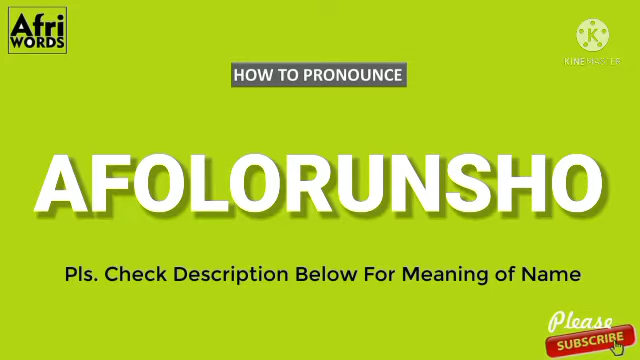 Afri
WORDS
KINEMASTER
HOW TO PRONOUNCE
AFOLORUNSHO
Pls. Check Description Below For Meaning of Name
Please
SUBSCRIBE